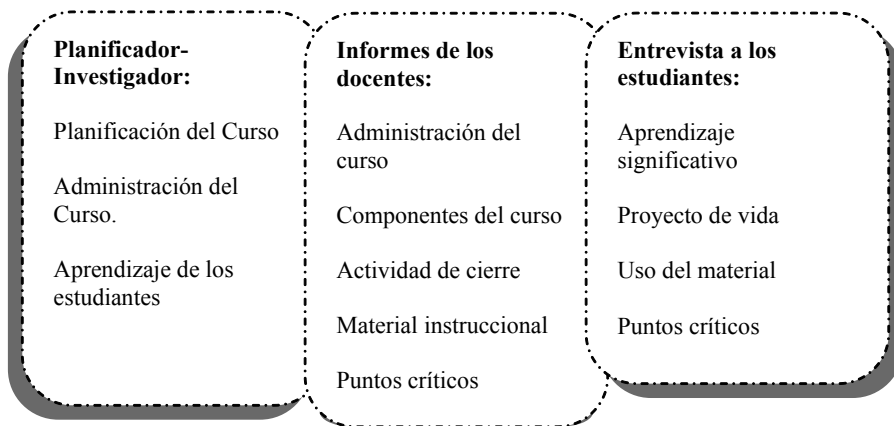 Planificador-
Investigador:
Planificación del Curso
Administración del
Curso.
Aprendizaje de los
estudiantes
Informes de los
docentes:
Administración del
curso
Componentes del curso
Actividad de cierre
Material instruccional
Puntos críticos
Entrevista a los
estudiantes:
Aprendizaje
significativo
Proyecto de vida
Uso del material
Puntos críticos